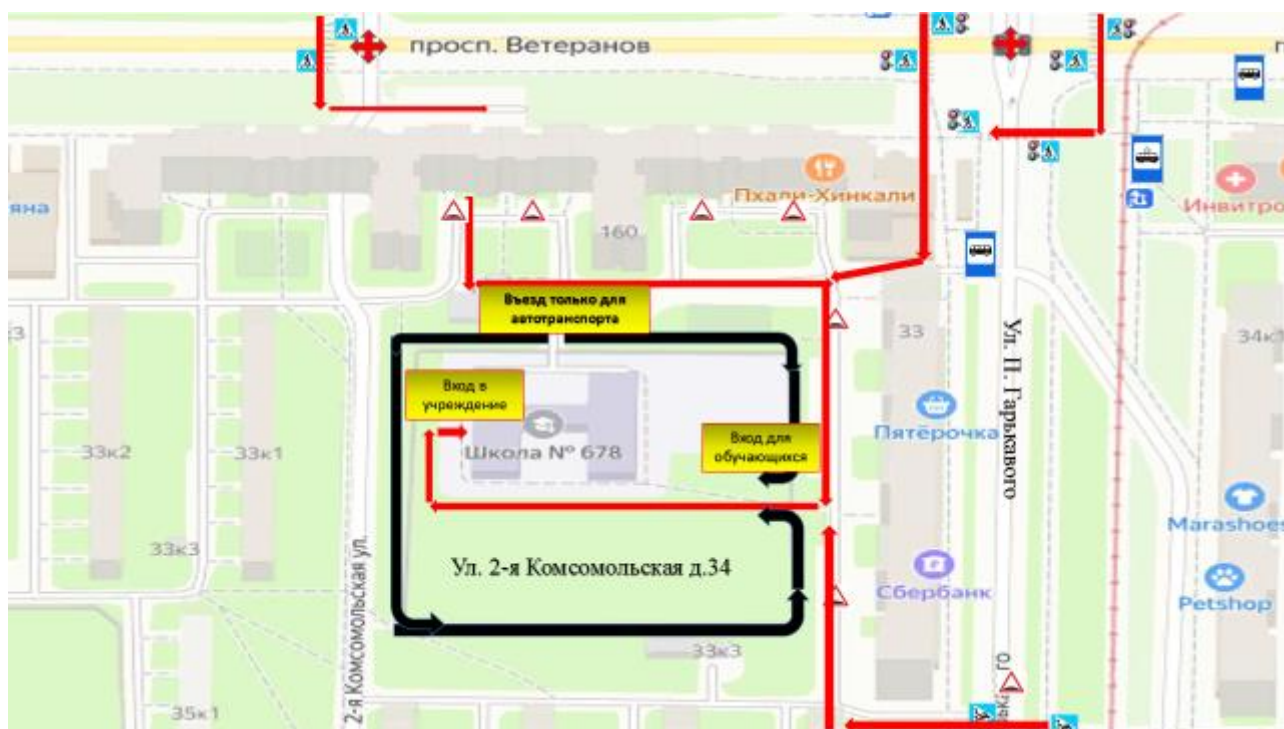 просп. Ветеранов
Пхали-Хинкали
Инвитро
яна
160
Въезд только для
автотранспорта
33
34к1
3
Вход в
учреждение
Ул. П. Гарькавого
Пятёрочка
Вход для
обучающихся
Школа № 678
33к2
33к1
Marashoes
33к3
Ул. 2-я Комсомольская д.34
Сбербанк
Petshop
2-я Комсомольская ул.
33к3
35к1